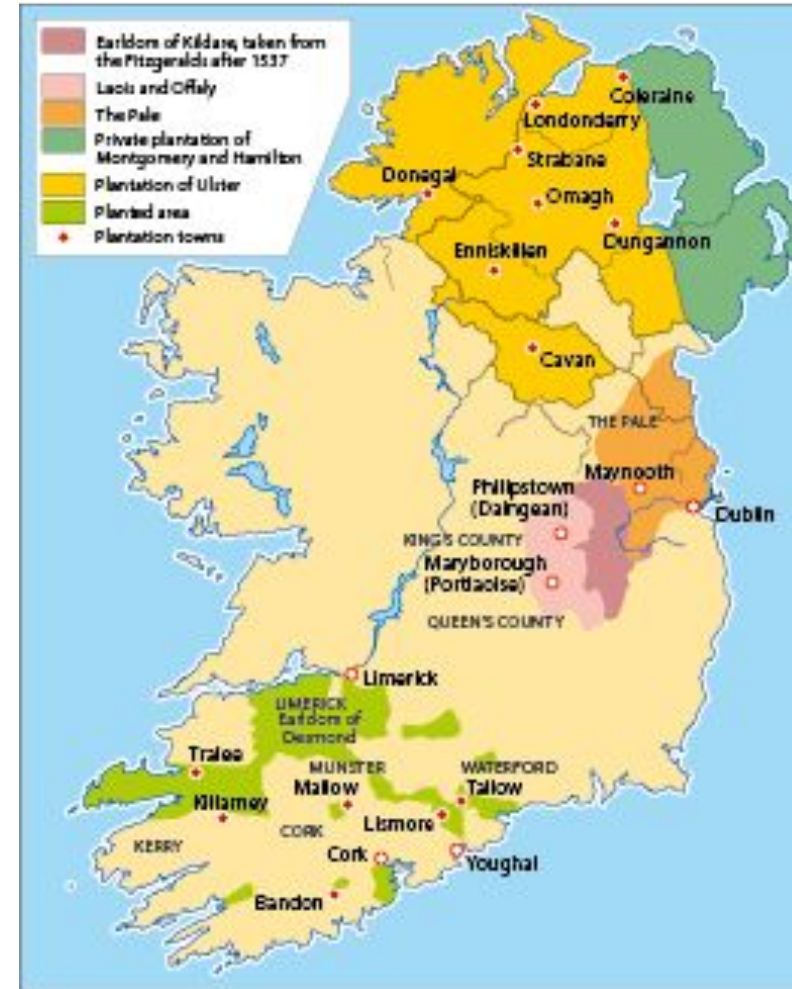 Earldom of Kildare, taken from
the Fitzgeralds after 1537
Laois and Offaly
The Pale
Private plantation of
Montgomery and Hamilton
Plantation of Ulster
Planted area
Plantation towns
Coleraine
Londonderry
Strabane
Donegal
Omagh
Dungannon
Enniskillen
Cavan
THE PALE
Maynooth
Philipstown
(Daingean)
Dublin
KING'S COUNTY
Maryborough
(Portlaoise)
QUEEN'S COUNTY
Limerick
LIMERICK
Earldom of
Desmond
Tralee
MUNSTER
WATERFORD
Mallow
Tallow
Killarney
Lismore
CORK
KERRY
Cork
Youghal
Bandon